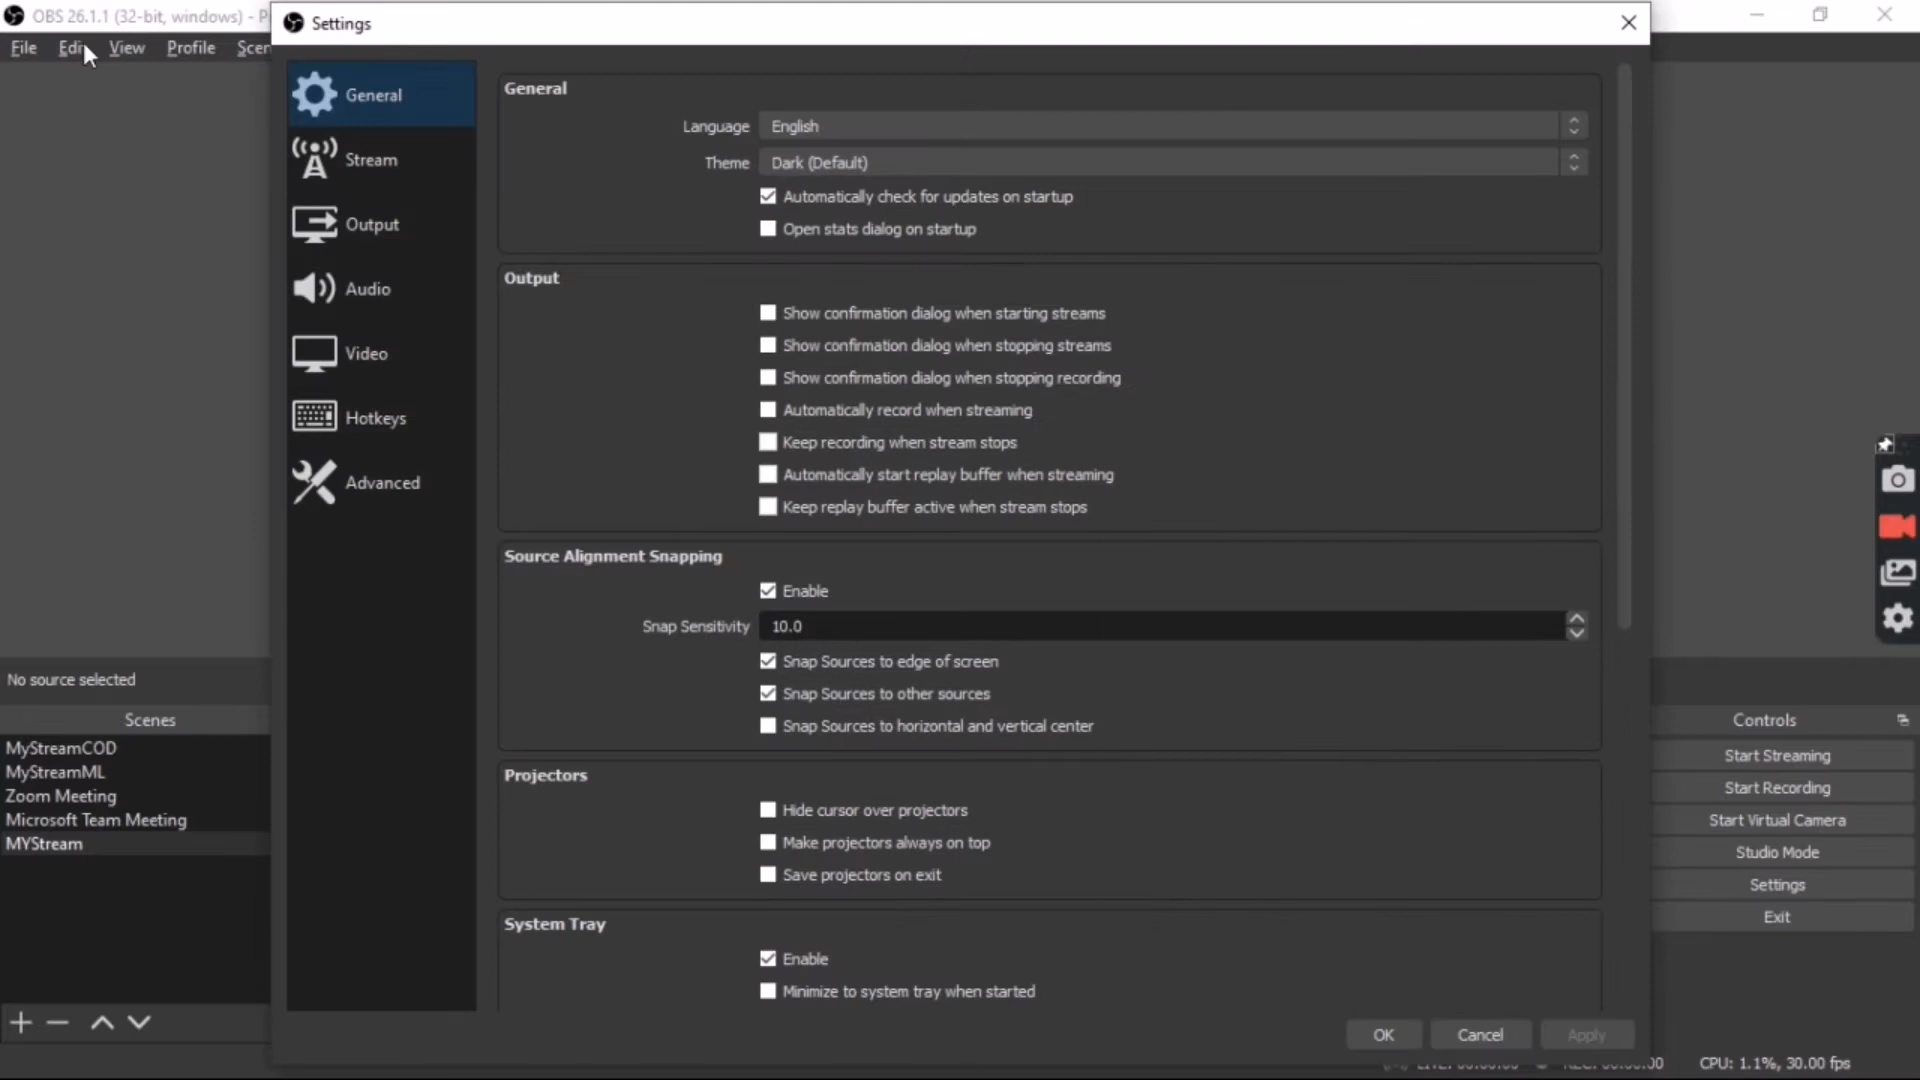 OBS 26.1.1 (32-bit, windows) - P
Settings
File Edit View Profile Scen
General
Stream
Output
Audio
Video
Hotkeys
Advanced
General
Language English
Theme Dark (Default)
Automatically check for updates on startup
Open stats dialog on startup
Output
Show confirmation dialog when starting streams
Show confirmation dialog when stopping streams
Show confirmation dialog when stopping recording
Automatically record when streaming
Keep recording when stream stops
Automatically start replay buffer when streaming
Keep replay buffer active when stream stops
Source Alignment Snapping
Enable
Snap Sensitivity 10.0
Snap Sources to edge of screen
Snap Sources to other sources
Snap Sources to horizontal and vertical center
Projectors
Hide cursor over projectors
Make projectors always on top
Save projectors on exit
System Tray
Enable
Minimize to system tray when started
OK Cancel Apply
No source selected
Scenes
MyStreamCOD
MyStreamML
Zoom Meeting
Microsoft Team Meeting
MYStream
Controls
Start Streaming
Start Recording
Start Virtual Camera
Studio Mode
Settings
Exit
CPU: 1.1%, 30.00 fps